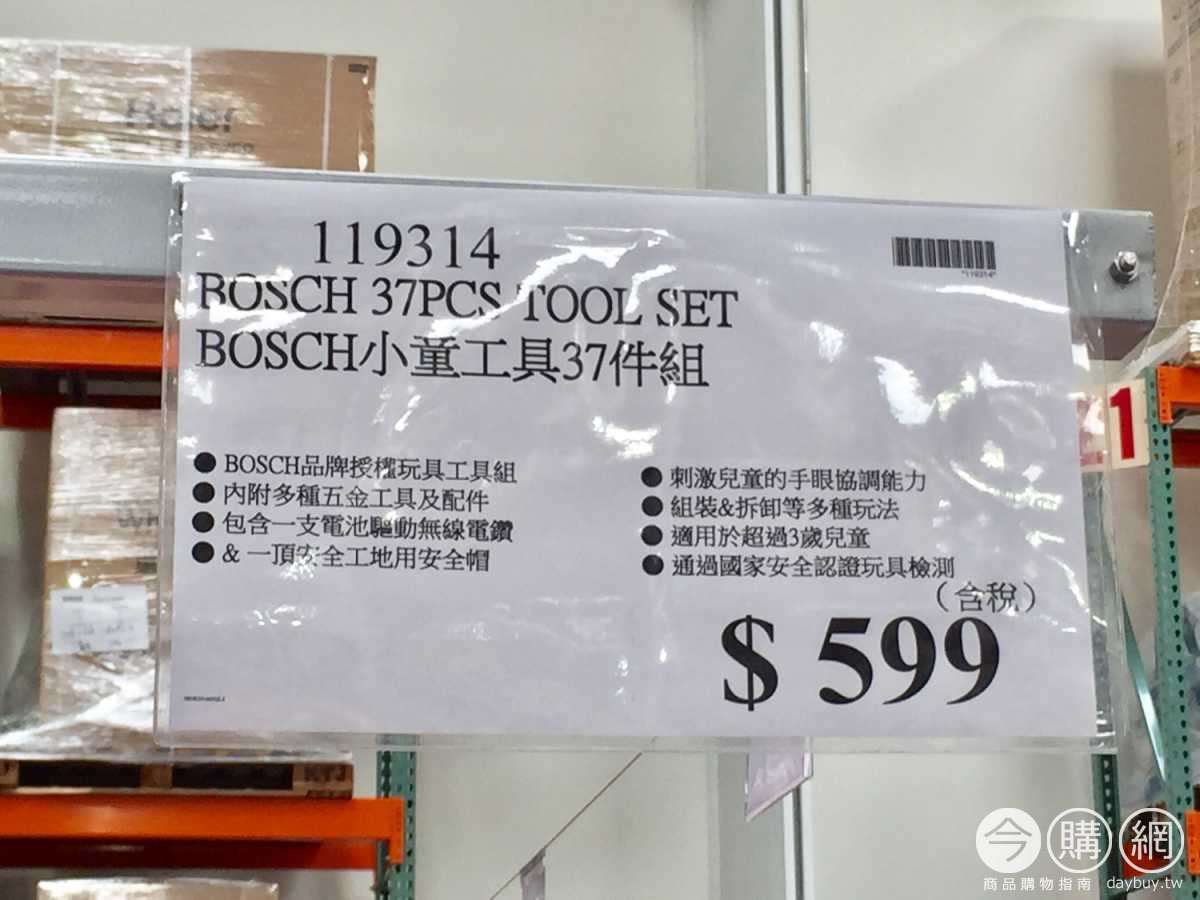 Haier
119314
"119314"
BOSCH 37PCS TOOL SET
BOSCH小童工具37件組
● BOSCH品牌授權玩具工具組
● 內附多種五金工具及配件
● 包含一支電池驅動無線電鑽
● & 一頂安全工地用安全帽
● 刺激兒童的手眼協調能力
● 組裝&拆卸等多種玩法
● 適用於超過3歲兒童
● 通過國家安全認證玩具檢測
（含稅）
$ 599
1
今購網
商品購物指南 daybuy.tw